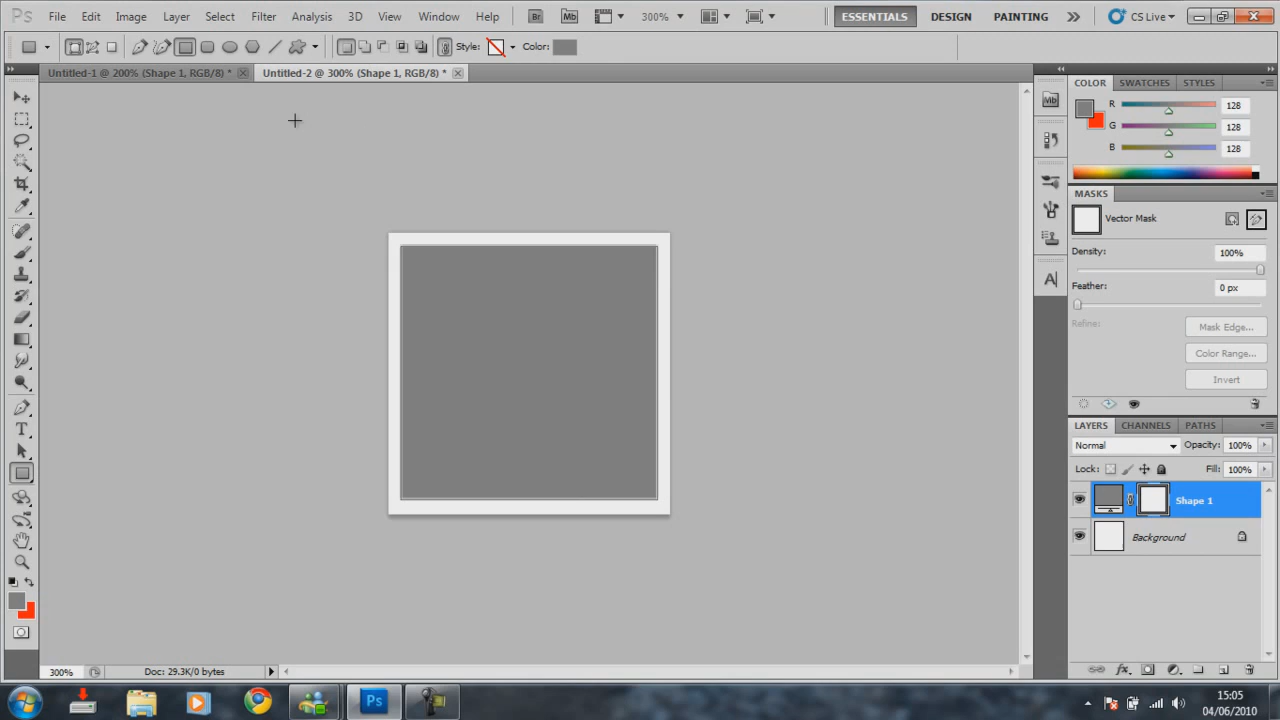 Ps File Edit Image Layer Select Filter Analysis 3D View Window Help Br Mb 300% ESSENTIALS DESIGN PAINTING CS Live
Style: Color:
Untitled-1 @ 200% (Shape 1, RGB/8) * Untitled-2 @ 300% (Shape 1, RGB/8) *
COLOR SWATCHES STYLES
Mb
R 128
G 128
B 128
MASKS
Vector Mask
Density: 100%
Feather: 0 px
A
Refine: Mask Edge...
Color Range...
Invert
LAYERS CHANNELS PATHS
Normal Opacity: 100%
T
Lock: Fill: 100%
Shape 1
Background
fx
300% Doc: 29.3K/0 bytes
Ps
15:05
04/06/2010